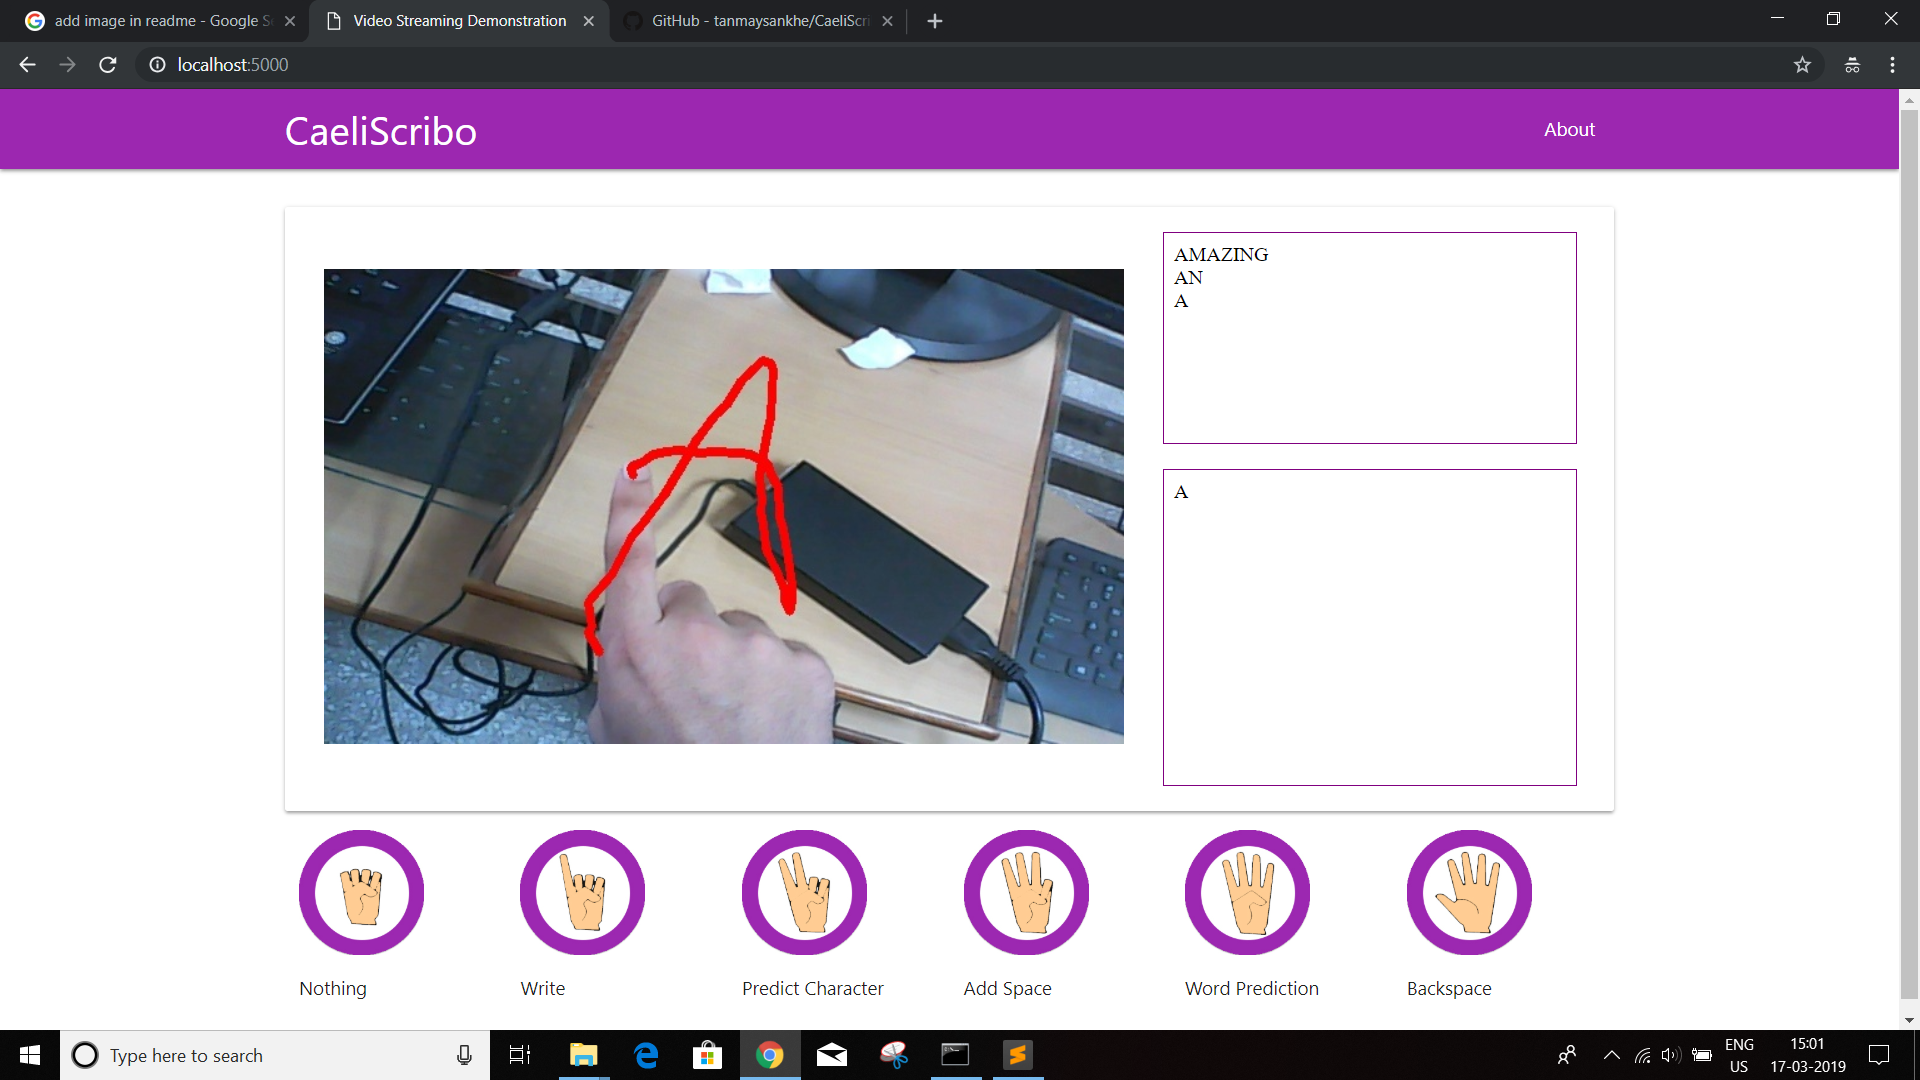 add image in readme - Google S
Video Streaming Demonstration
GitHub - tanmaysankhe/CaeliScri
localhost:5000
CaeliScribo
About
AMAZING
AN
A
A
A
Nothing
Write
Predict Character
Add Space
Word Prediction
Backspace
Type here to search
ENG
US
15:01
17-03-2019